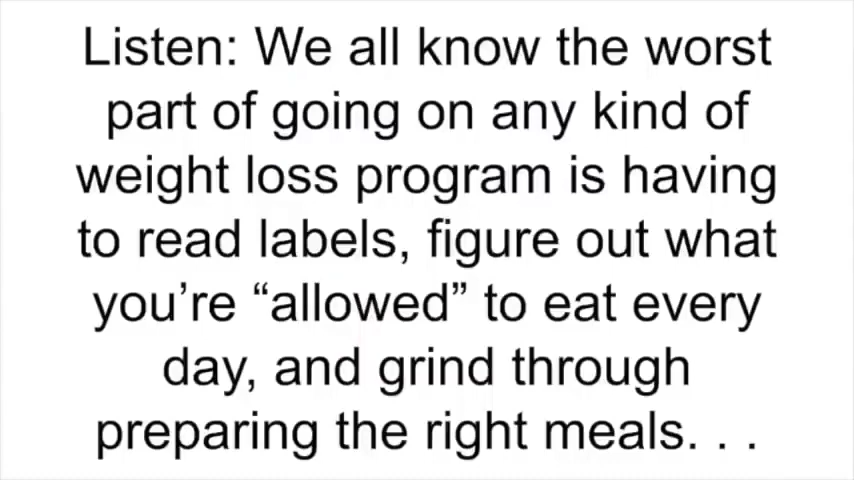 Listen: We all know the worst
part of going on any kind of
weight loss program is having
to read labels, figure out what
you’re “allowed” to eat every
day, and grind through
preparing the right meals. . .